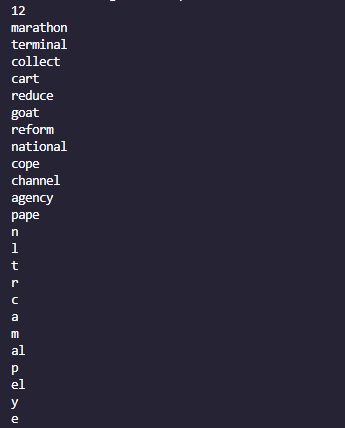 12
marathon
terminal
collect
cart
reduce
goat
reform
national
cope
channel
agency
pape
n
l
t
r
c
a
m
al
p
el
y
e